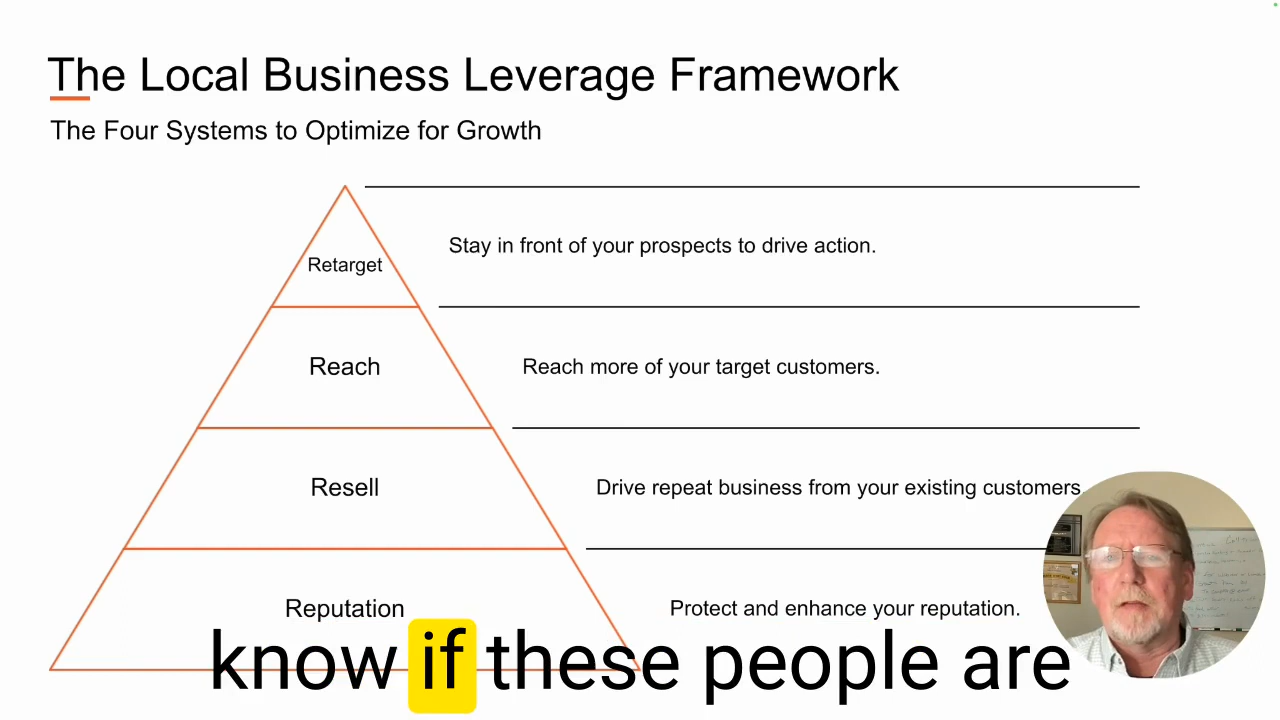 The Local Business Leverage Framework
The Four Systems to Optimize for Growth
Retarget
Stay in front of your prospects to drive action.
Reach
Reach more of your target customers.
Resell
Drive repeat business from your existing customers
Reputation
Protect and enhance your reputation.
know if these people are